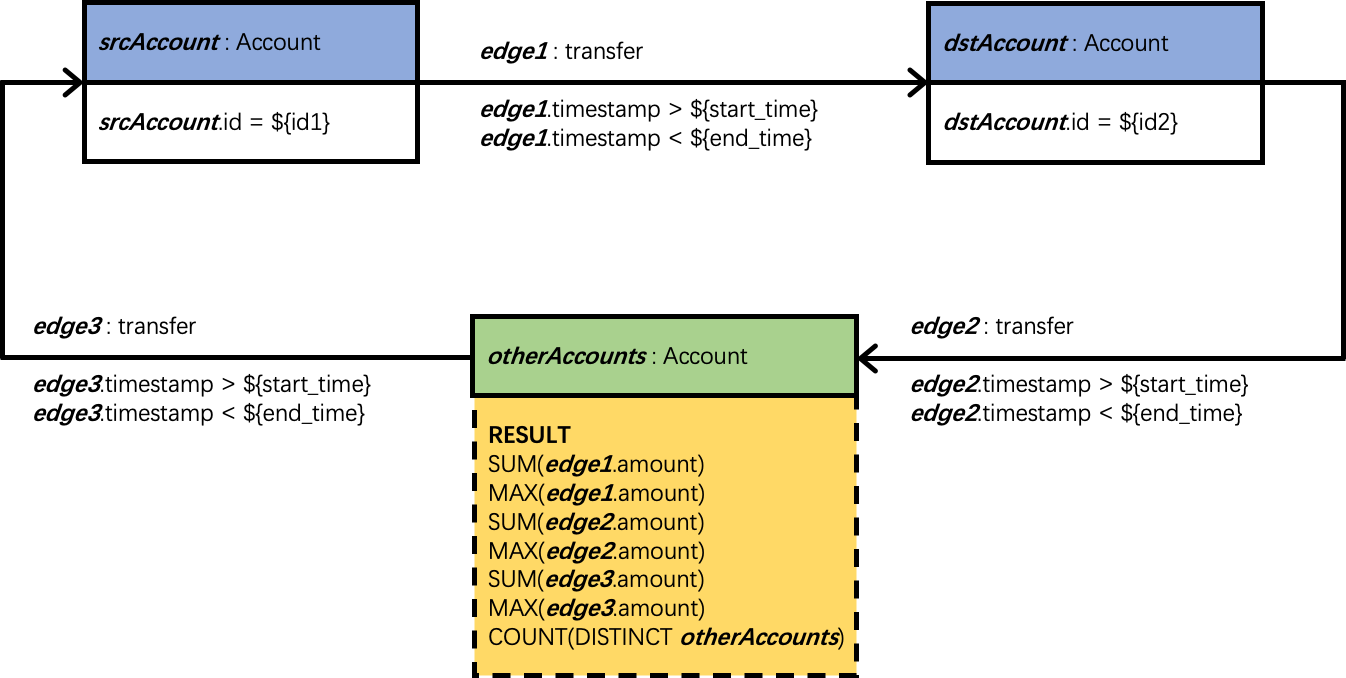 srcAccount : Account
srcAccount.id = ${id1}
edge1 : transfer
edge1.timestamp > ${start_time}
edge1.timestamp < ${end_time}
dstAccount : Account
dstAccount.id = ${id2}
edge3 : transfer
edge3.timestamp > ${start_time}
edge3.timestamp < ${end_time}
otherAccounts : Account
RESULT
SUM(edge1.amount)
MAX(edge1.amount)
SUM(edge2.amount)
MAX(edge2.amount)
SUM(edge3.amount)
MAX(edge3.amount)
COUNT(DISTINCT otherAccounts)
edge2 : transfer
edge2.timestamp > ${start_time}
edge2.timestamp < ${end_time}